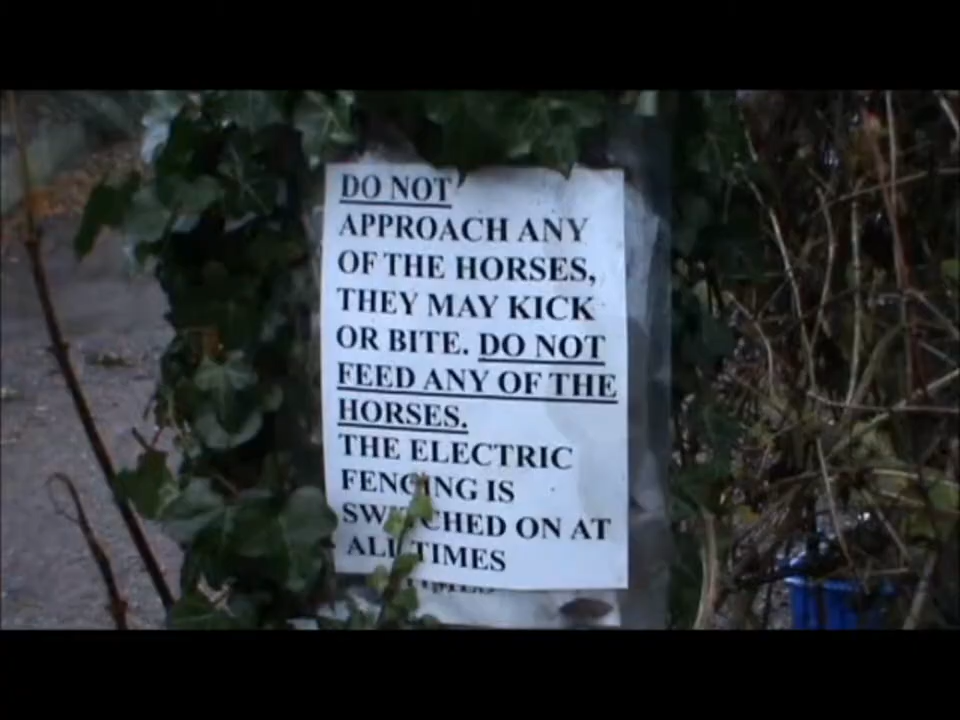 DO NOT
APPROACH ANY
OF THE HORSES,
THEY MAY KICK
OR BITE. DO NOT
FEED ANY OF THE
HORSES.
THE ELECTRIC
FENCING IS
SWITCHED ON AT
ALL TIMES